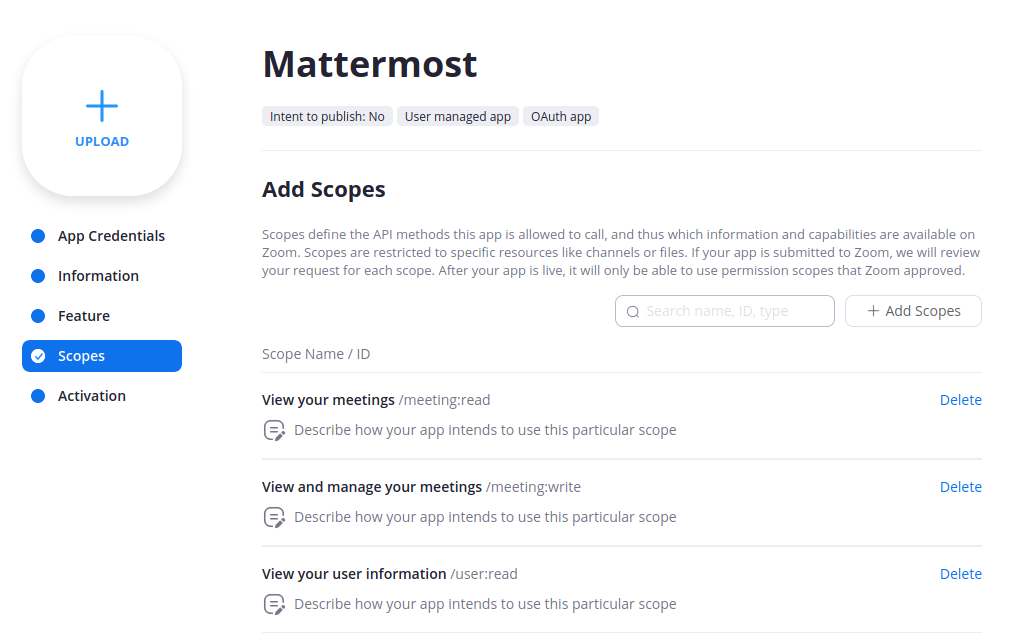 UPLOAD
App Credentials
Information
Feature
Scopes
Activation
Mattermost
Intent to publish: No User managed app OAuth app
Add Scopes
Scopes define the API methods this app is allowed to call, and thus which information and capabilities are available on
Zoom. Scopes are restricted to specific resources like channels or files. If your app is submitted to Zoom, we will review
your request for each scope. After your app is live, it will only be able to use permission scopes that Zoom approved.
Search name, ID, type
Add Scopes
Scope Name / ID
View your meetings /meeting:read Delete
Describe how your app intends to use this particular scope
View and manage your meetings /meeting:write Delete
Describe how your app intends to use this particular scope
View your user information /user:read Delete
Describe how your app intends to use this particular scope